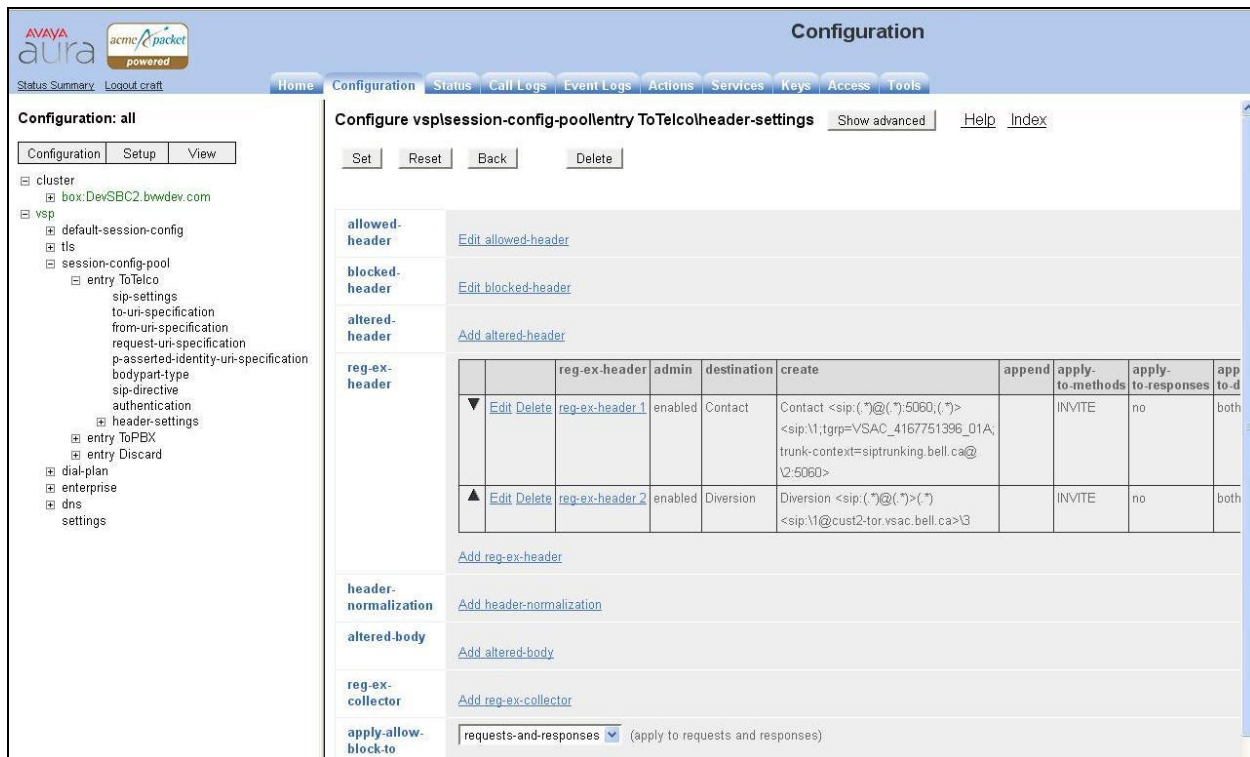 AVAYA
aura
acme packet
powered
Configuration
Status Summary Logout craft
Home Configuration Status Call Logs Event Logs Actions Services Keys Access Tools
Configuration: all
Configuration Setup View
cluster
box:DevSBC2.bvwdev.com
vsp
default-session-config
tls
session-config-pool
entry ToTelco
sip-settings
to-uri-specification
from-uri-specification
request-uri-specification
p-asserted-identity-uri-specification
bodypart-type
sip-directive
authentication
header-settings
entry ToPBX
entry Discard
dial-plan
enterprise
dns
settings
Configure vsp\session-config-pool\entry ToTelco\header-settings Show advanced Help Index
Set Reset Back Delete
allowed-
header
Edit allowed-header
blocked-
header
Edit blocked-header
altered-
header
Add altered-header
reg-ex-
header
reg-ex-header admin destination create append apply-
to-methods apply-
to-responses app
to-d
Edit Delete reg-ex-header 1 enabled Contact Contact <sip:(.*)@(.*):5060;(.*)>
<sip:\1;tgrp=VSAC_4167751396_01A;
trunk-context=siptrunking.bell.ca@
\2:5060>
INVITE no both
Edit Delete reg-ex-header 2 enabled Diversion Diversion <sip:(.*)@(.*)>(.*)
<sip:\1@cust2-tor.vsac.bell.ca>\3
INVITE no both
Add reg-ex-header
header-
normalization
Add header-normalization
altered-body
Add altered-body
reg-ex-
collector
Add reg-ex-collector
apply-allow-
block-to
requests-and-responses (apply to requests and responses)